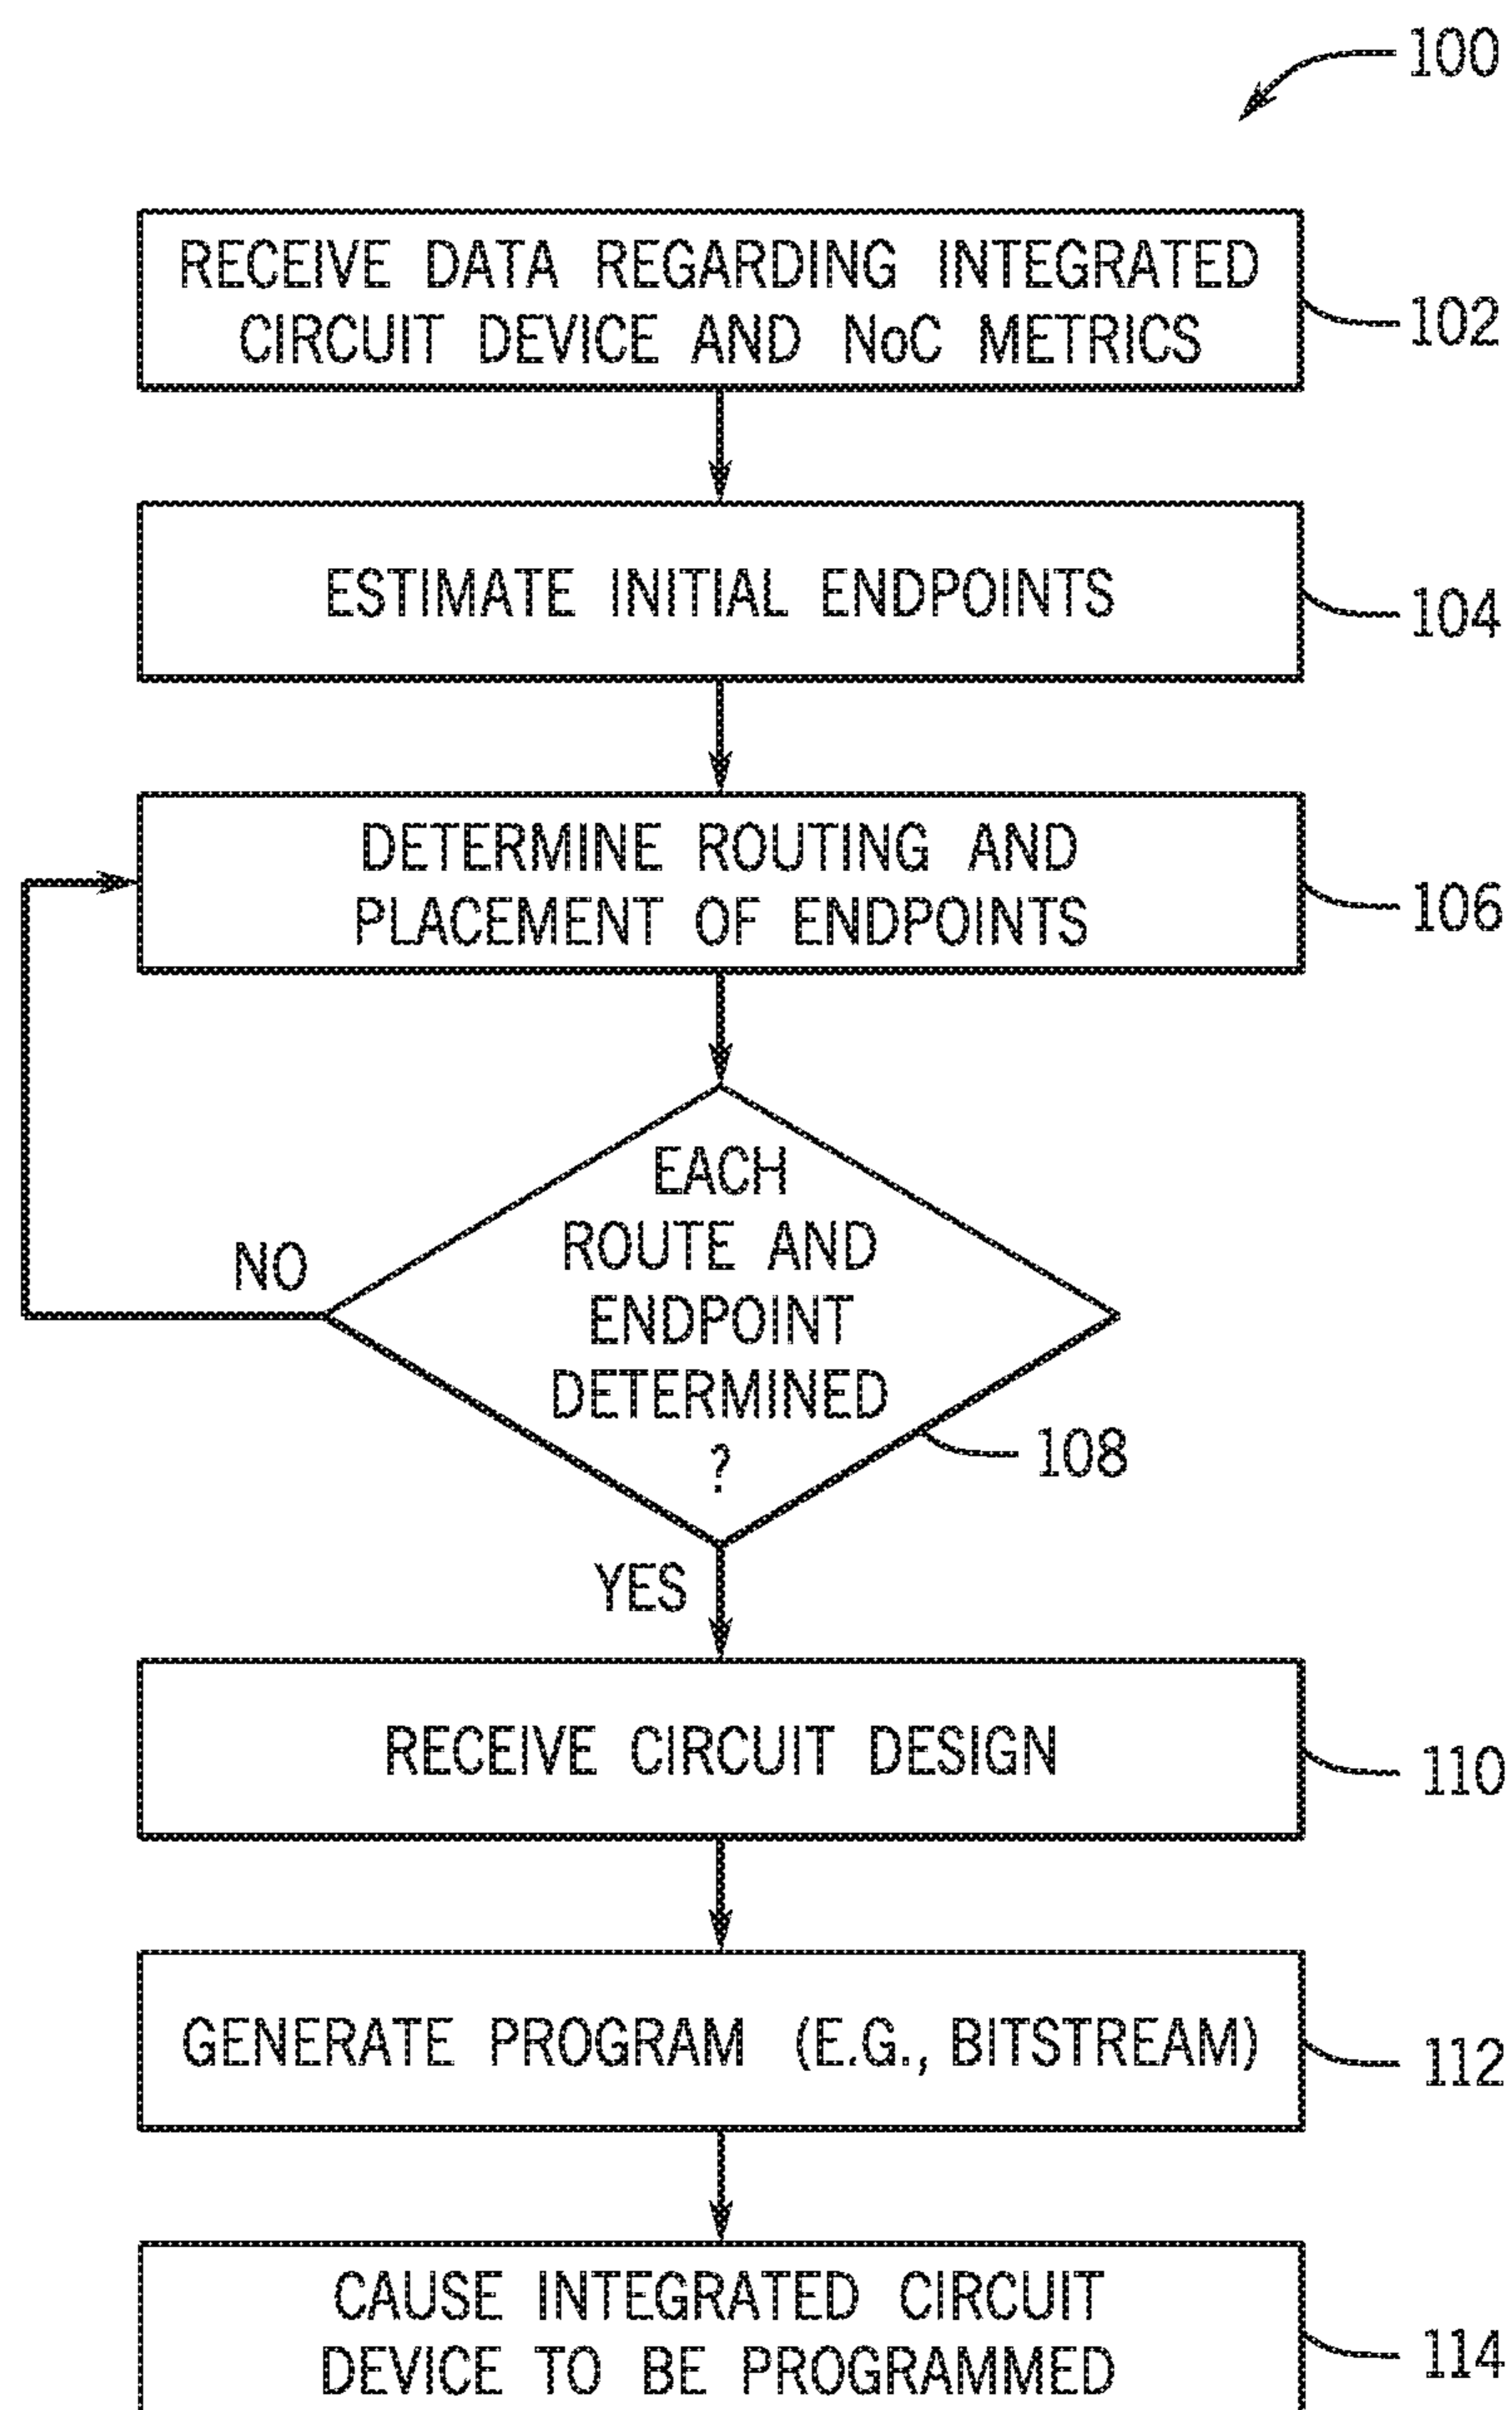 100
RECEIVE DATA REGARDING INTEGRATED
CIRCUIT DEVICE AND NoC METRICS
102
ESTIMATE INITIAL ENDPOINTS
104
DETERMINE ROUTING AND
PLACEMENT OF ENDPOINTS
106
EACH
ROUTE AND
ENDPOINT
DETERMINED
?
108
NO
YES
RECEIVE CIRCUIT DESIGN
110
GENERATE PROGRAM (E.G., BITSTREAM)
112
CAUSE INTEGRATED CIRCUIT
DEVICE TO BE PROGRAMMED
114